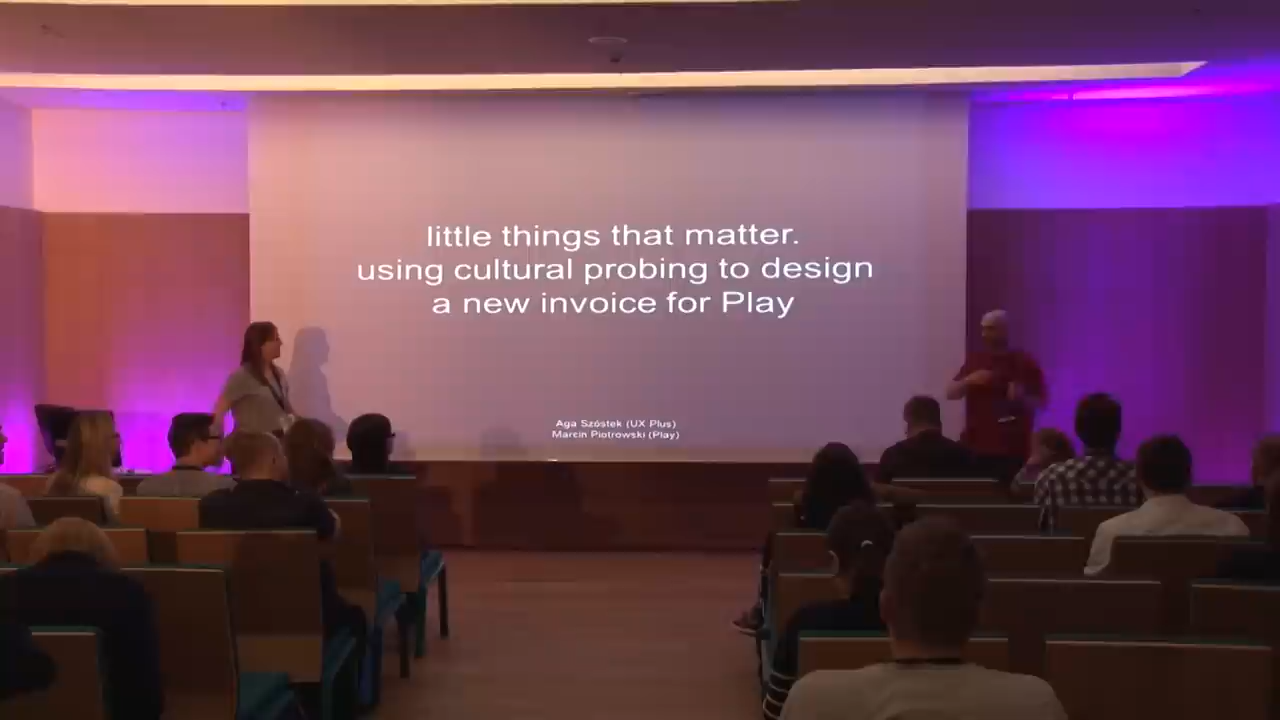 little things that matter.
using cultural probing to design
a new invoice for Play
Aga Szóstek (UX Plus)
Marcin Piotrowski (Play)